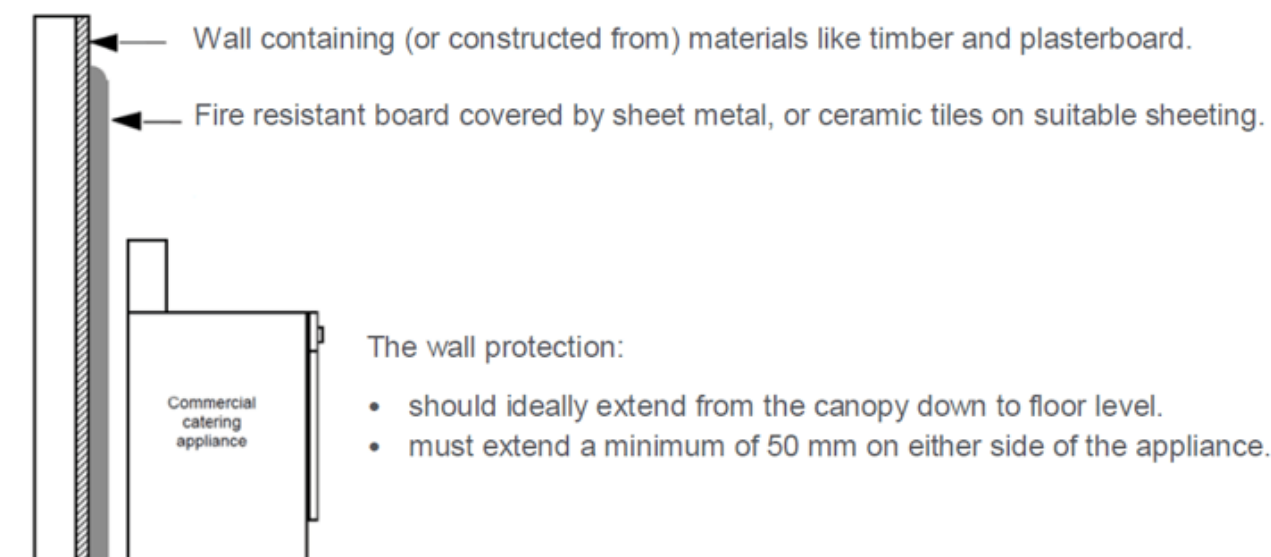 Wall containing (or constructed from) materials like timber and plasterboard.
Fire resistant board covered by sheet metal, or ceramic tiles on suitable sheeting.
Commercial
catering
appliance
The wall protection:
• should ideally extend from the canopy down to floor level.
• must extend a minimum of 50 mm on either side of the appliance.